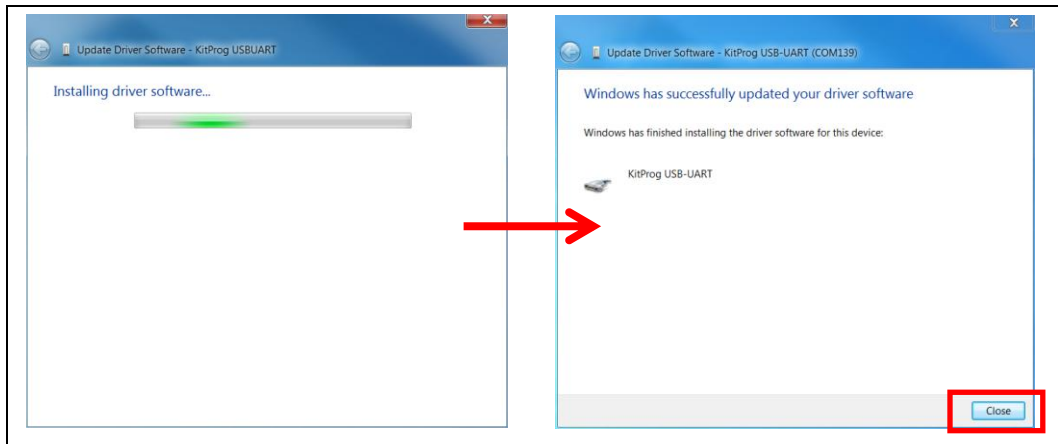 Update Driver Software - KitProg USBUART
Installing driver software...
X
Update Driver Software - KitProg USB-UART (COM139)
Windows has successfully updated your driver software
Windows has finished installing the driver software for this device:
KitProg USB-UART
Close